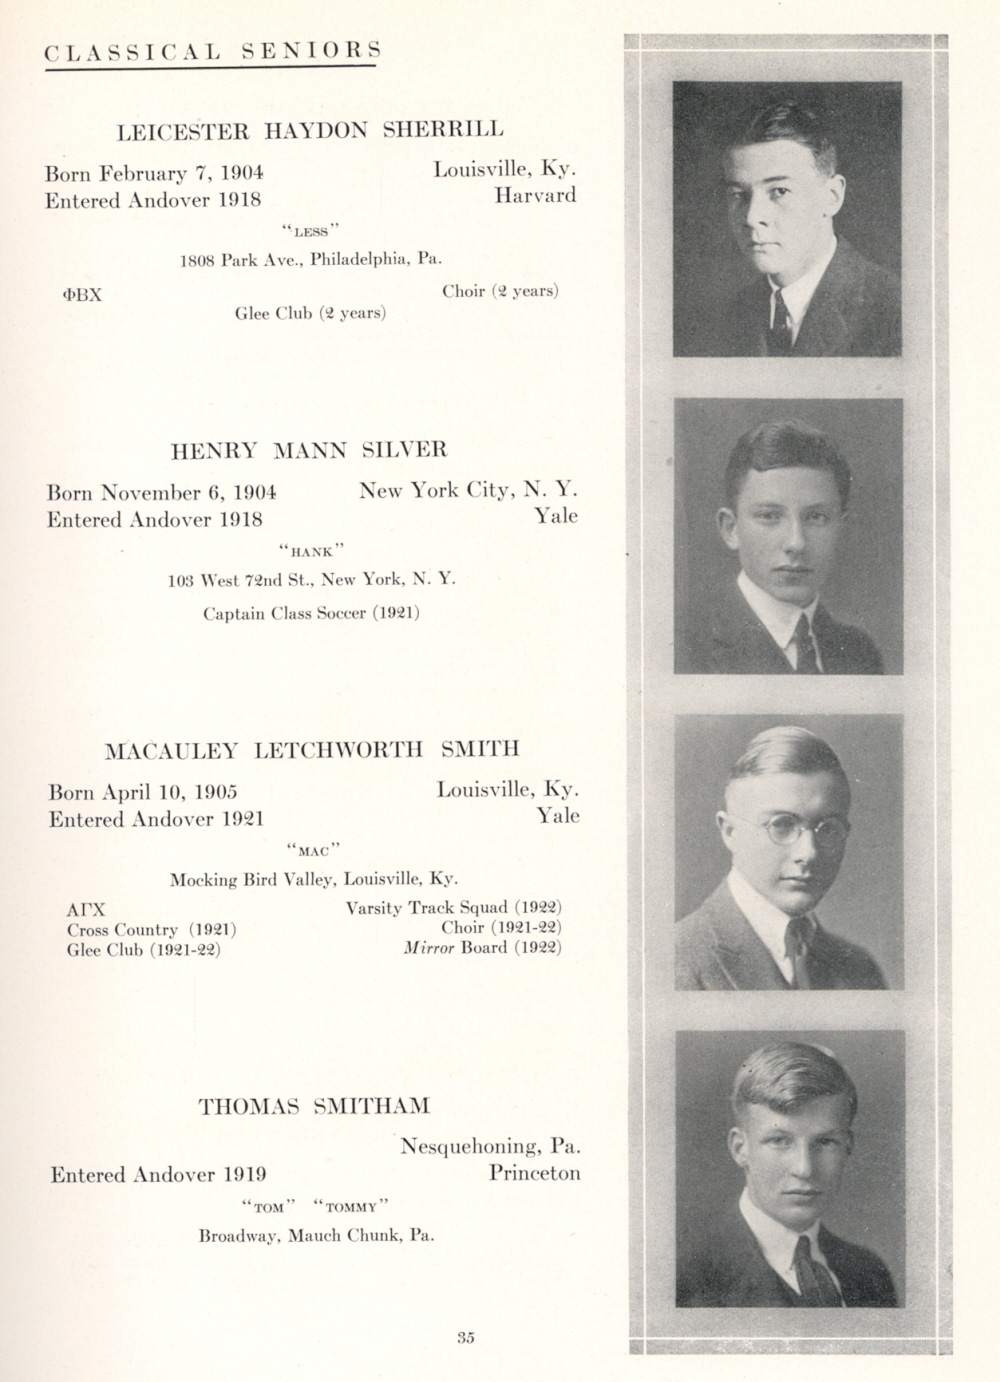 CLASSICAL SENIORS
LEICESTER HAYDON SHERRILL
Born February 7, 1904 Louisville, Ky.
Entered Andover 1918 Harvard
"LESS"
1808 Park Ave., Philadelphia, Pa.
ΦBX Choir (2 years)
Glee Club (2 years)
HENRY MANN SILVER
Born November 6, 1904 New York City, N. Y.
Entered Andover 1918 Yale
"HANK"
103 West 72nd St., New York, N. Y.
Captain Class Soccer (1921)
MACAULEY LETCHWORTH SMITH
Born April 10, 1905 Louisville, Ky.
Entered Andover 1921 Yale
"MAC"
Mocking Bird Valley, Louisville, Ky.
ΑΓΧ Varsity Track Squad (1922)
Cross Country (1921) Choir (1921-22)
Glee Club (1921-22) Mirror Board (1922)
THOMAS SMITHAM
Nesquehoning, Pa.
Entered Andover 1919 Princeton
"TOM" "TOMMY"
Broadway, Mauch Chunk, Pa.
35